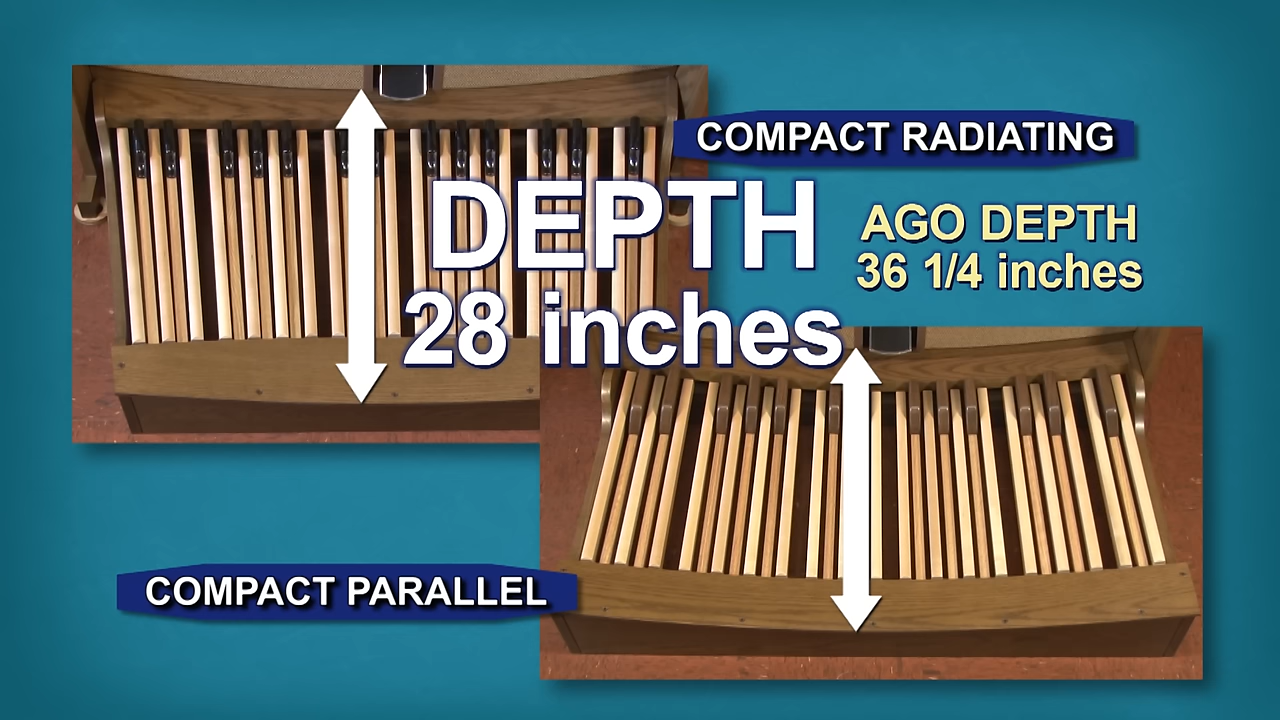 COMPACT RADIATING
DEPTH
28 inches
AGO DEPTH
36 1/4 inches
COMPACT PARALLEL